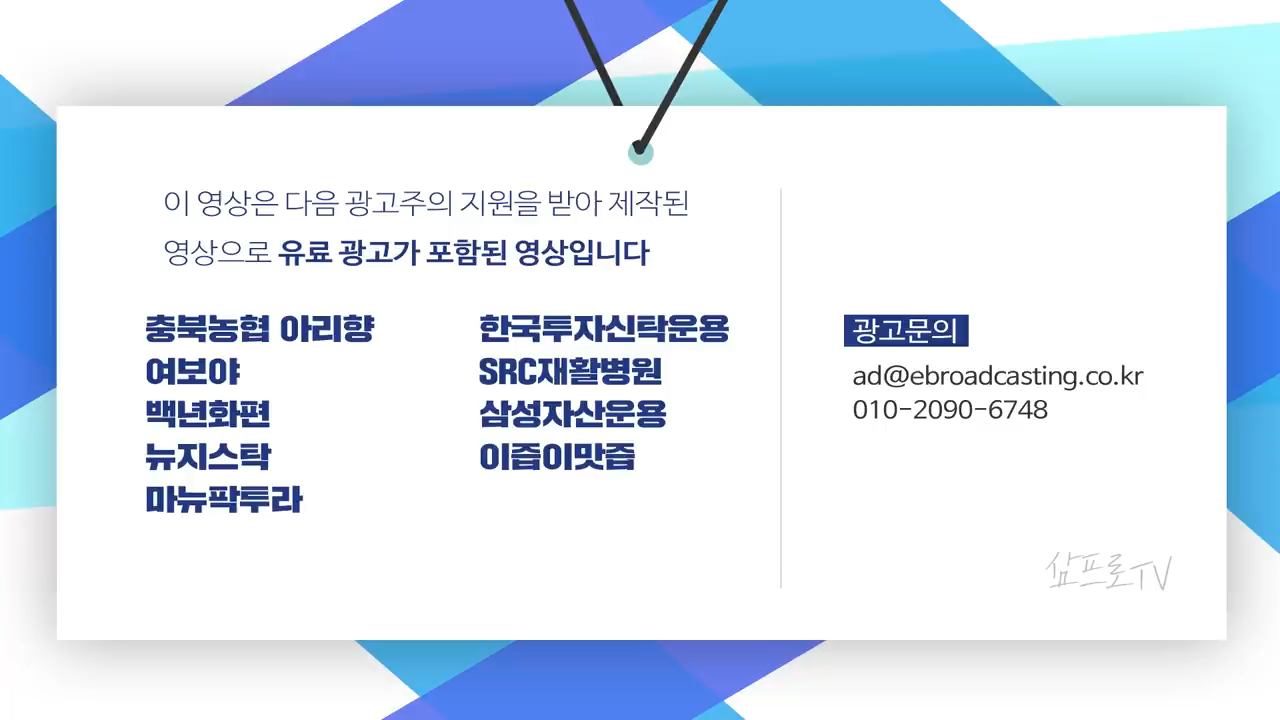 이 영상은 다음 광고주의 지원을 받아 제작된
영상으로 유료 광고가 포함된 영상입니다
충북농협 아리향
여보야
백년화편
뉴지스탁
마뉴팍투라
한국투자신탁운용
SRC재활병원
삼성자산운용
이즙이맛즙
광고문의
ad@ebroadcasting.co.kr
010-2090-6748
삼프로TV